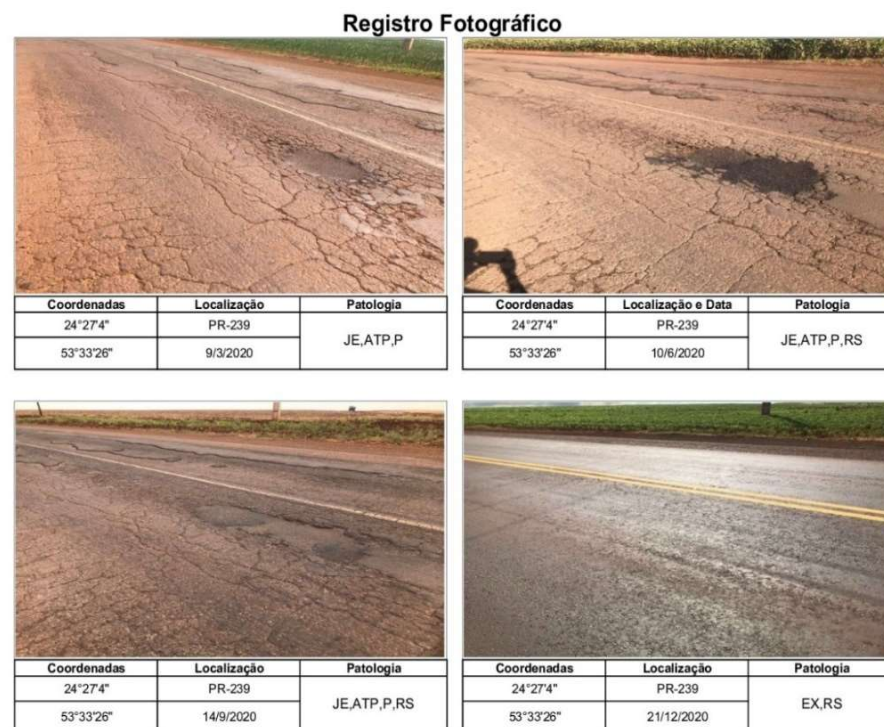 Registro Fotográfico
Coordenadas Localização Patologia
24°27'4" PR-239 JE,ATP,P
53°33'26" 9/3/2020
Coordenadas Localização e Data Patologia
24°27'4" PR-239 JE,ATP,P,RS
53°33'26" 10/6/2020
Coordenadas Localização Patologia
24°27'4" PR-239 JE,ATP,P,RS
53°33'26" 14/9/2020
Coordenadas Localização Patologia
24°27'4" PR-239 EX,RS
53°33'26" 21/12/2020